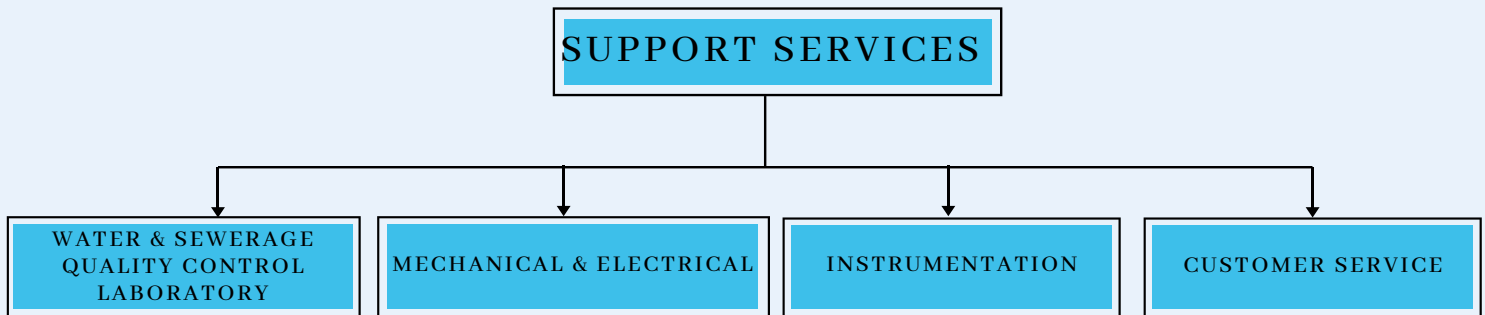 SUPPORT SERVICES
WATER & SEWERAGE
QUALITY CONTROL
LABORATORY
MECHANICAL & ELECTRICAL
INSTRUMENTATION
CUSTOMER SERVICE